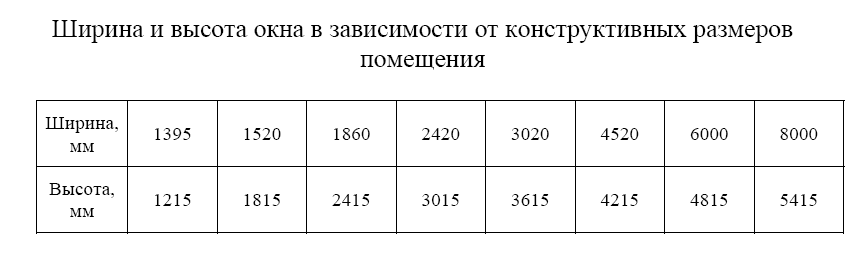 Ширина и высота окна в зависимости от конструктивных размеров
помещения
Ширина, мм 1395 1520 1860 2420 3020 4520 6000 8000
Высота, мм 1215 1815 2415 3015 3615 4215 4815 5415